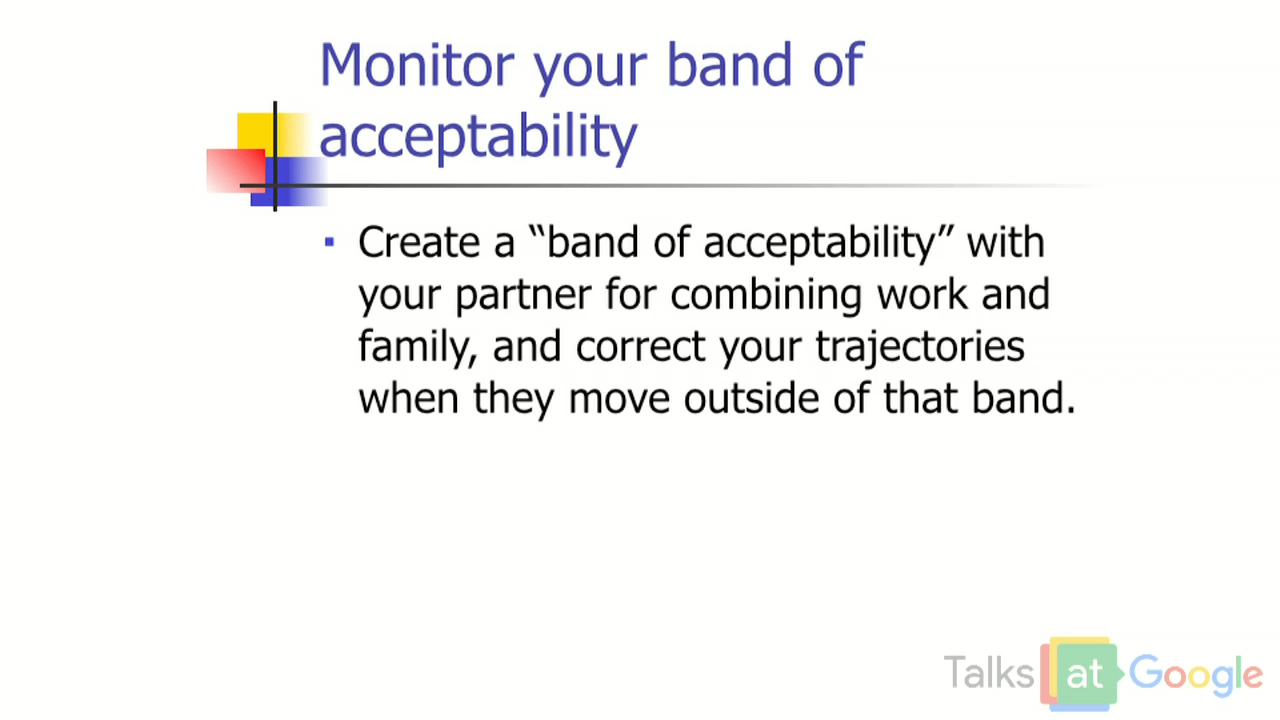 Monitor your band of
acceptability
Create a “band of acceptability” with
your partner for combining work and
family, and correct your trajectories
when they move outside of that band.
Talks at Google